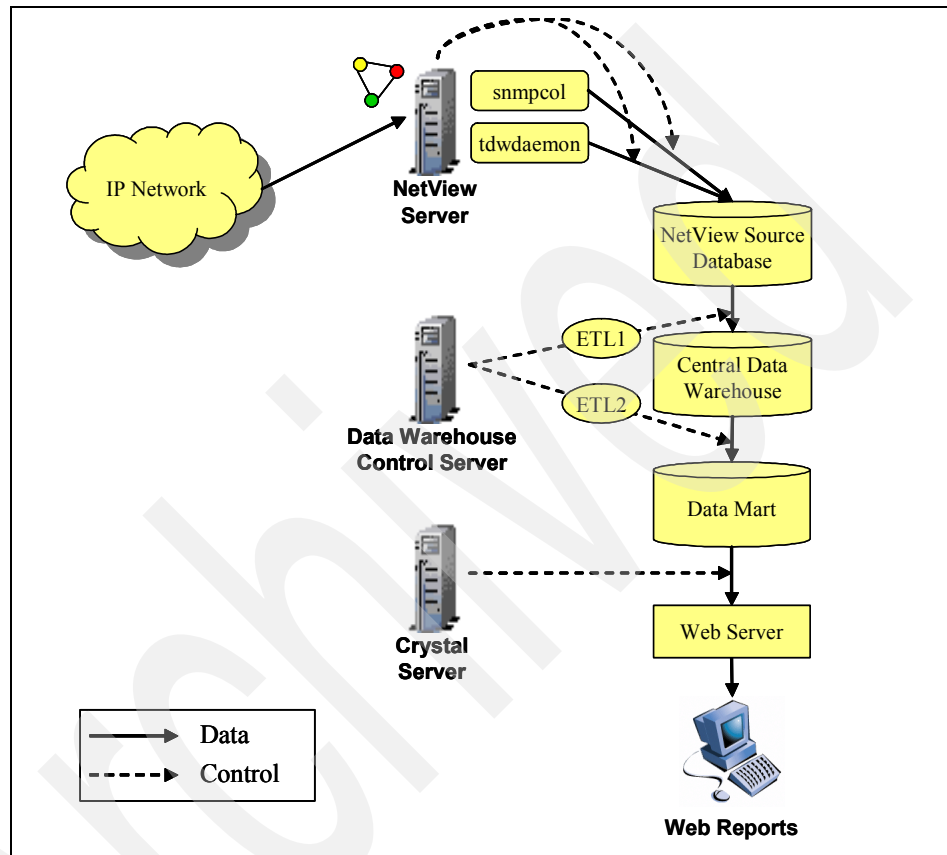 snmpcol
tdwdaemon
IP Network
NetView
Server
NetView Source
Database
ETL1
Central Data
Warehouse
ETL2
Data Warehouse
Control Server
Data Mart
Crystal
Server
Web Server
Data
Control
Web Reports
rchived